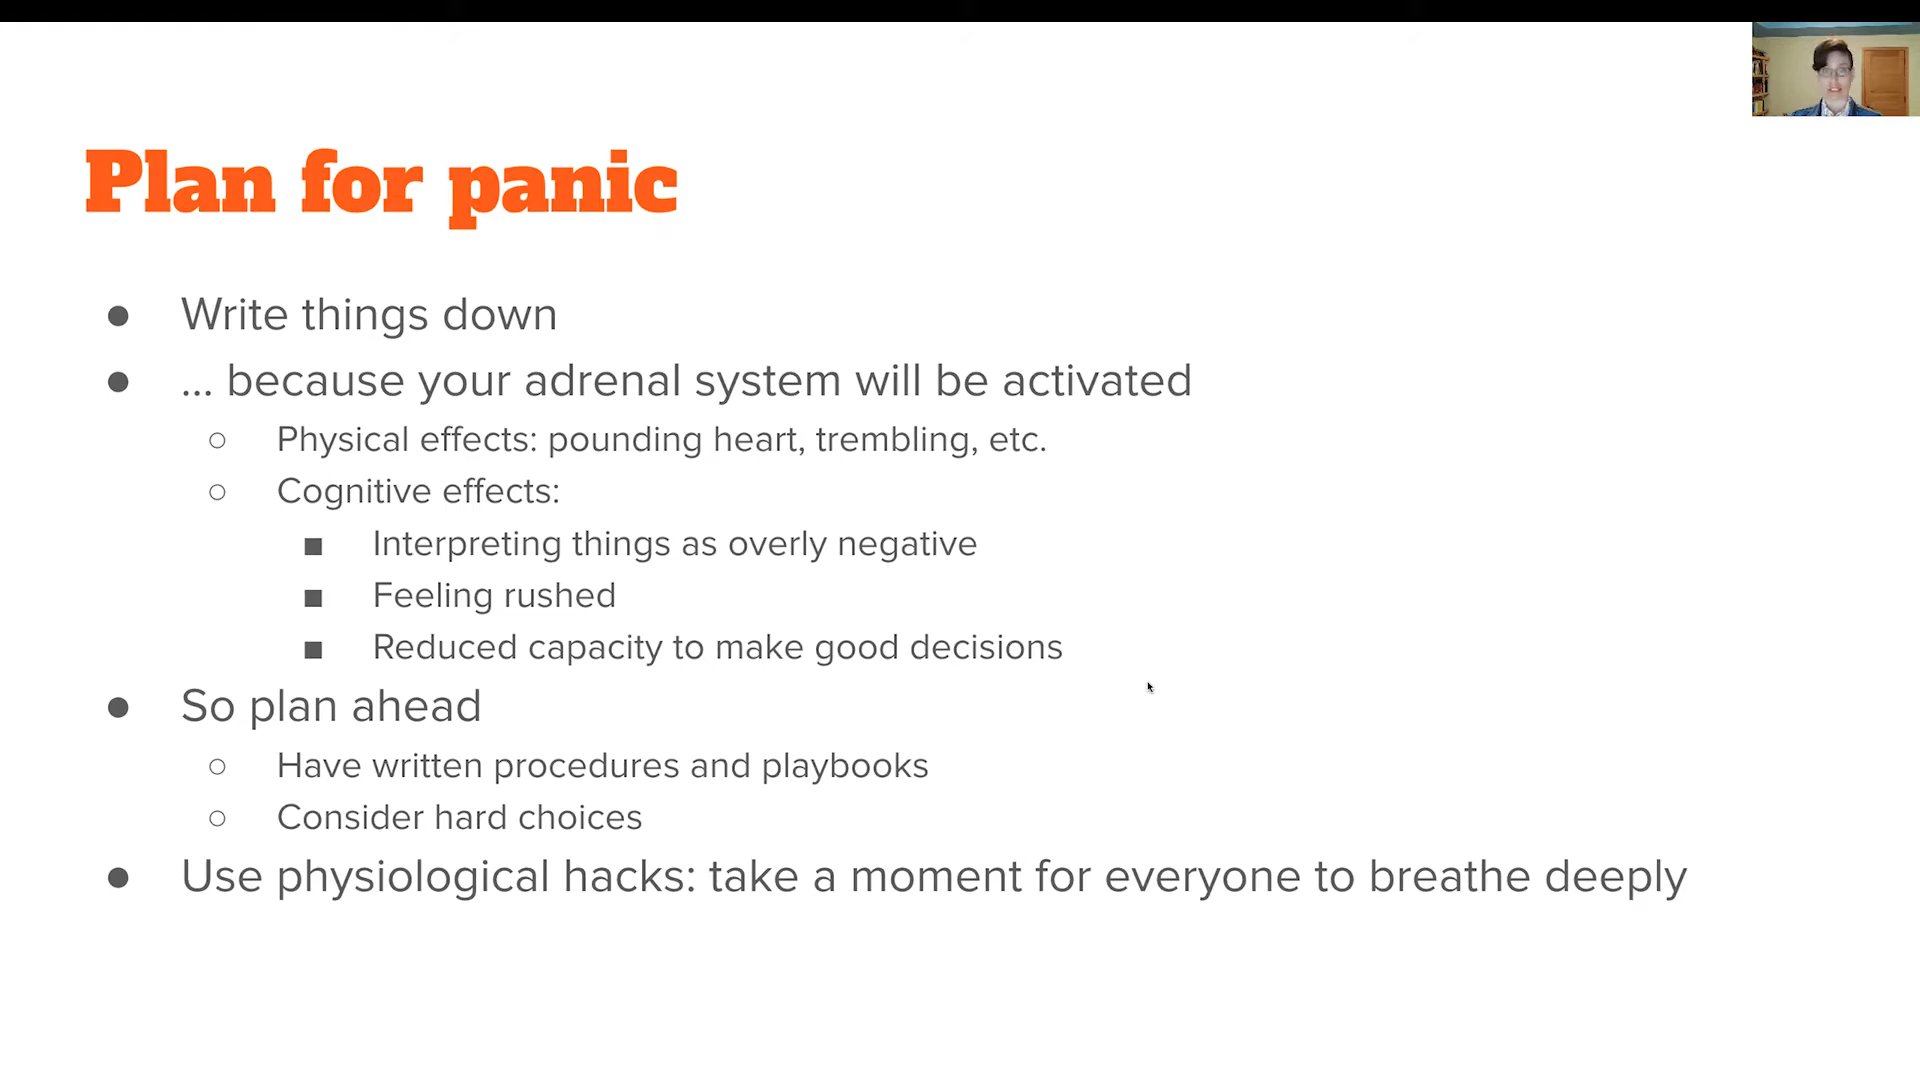 Plan for panic
● Write things down
● ... because your adrenal system will be activated
○ Physical effects: pounding heart, trembling, etc.
○ Cognitive effects:
■ Interpreting things as overly negative
■ Feeling rushed
■ Reduced capacity to make good decisions
● So plan ahead
○ Have written procedures and playbooks
○ Consider hard choices
● Use physiological hacks: take a moment for everyone to breathe deeply